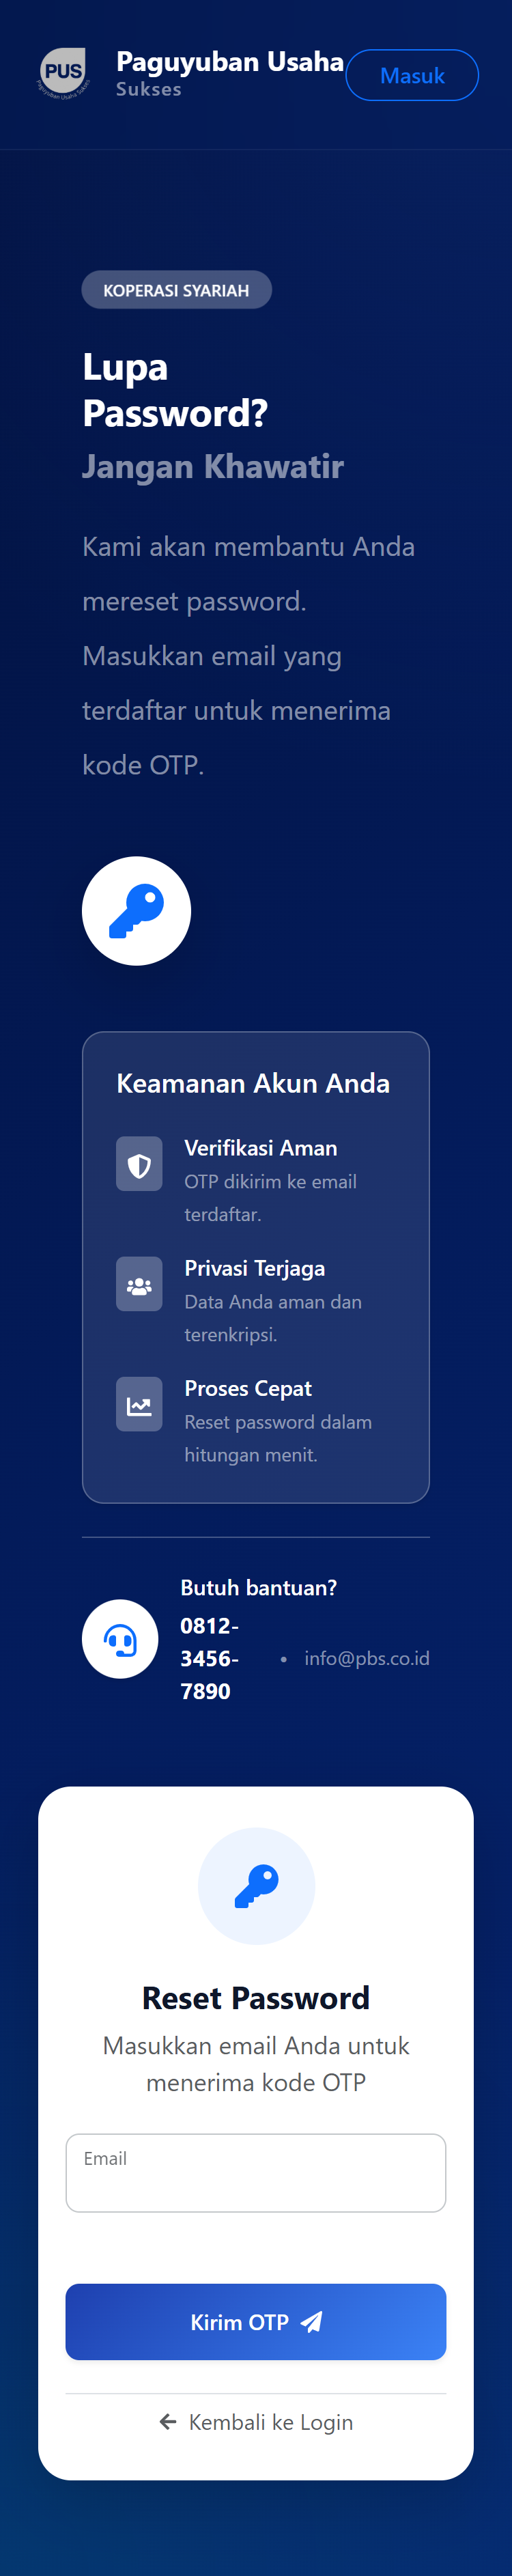 PUS
Paguyuban Usaha Sukses
Paguyuban Usaha
Sukses
Masuk
KOPERASI SYARIAH
Lupa
Password?
Jangan Khawatir
Kami akan membantu Anda
mereset password.
Masukkan email yang
terdaftar untuk menerima
kode OTP.
Keamanan Akun Anda
Verifikasi Aman
OTP dikirim ke email
terdaftar.
Privasi Terjaga
Data Anda aman dan
terenkripsi.
Proses Cepat
Reset password dalam
hitungan menit.
Butuh bantuan?
0812-
3456-
7890
• info@pbs.co.id
Reset Password
Masukkan email Anda untuk
menerima kode OTP
Email
Kirim OTP
Kembali ke Login